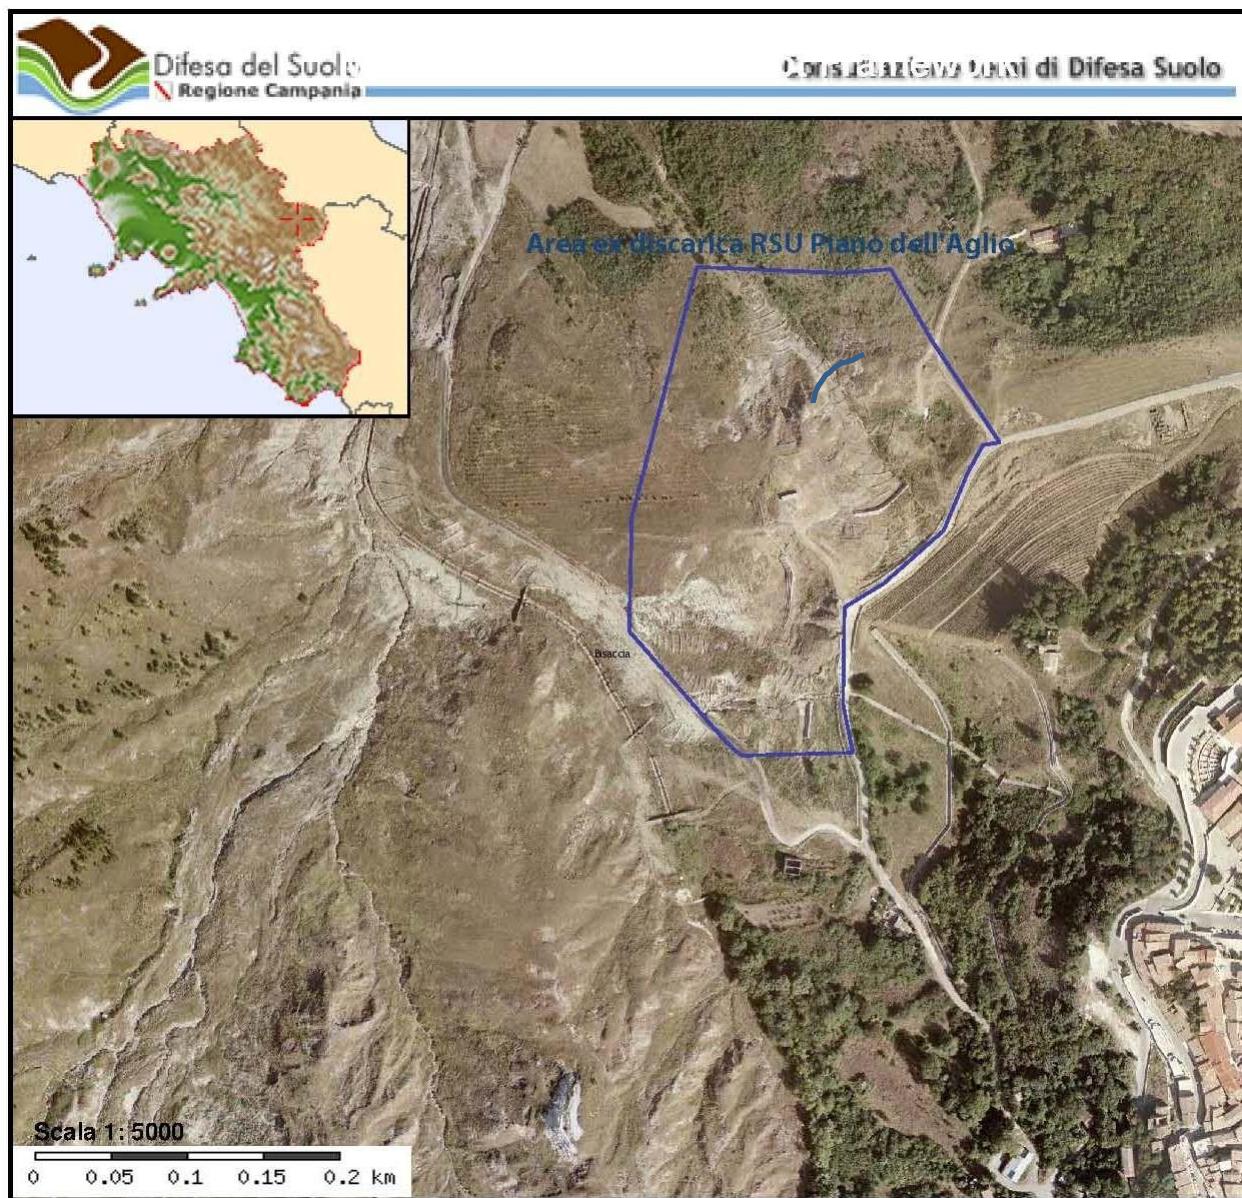 Difesa del Suolo
Regione Campania
di Difesa Suolo
Area ex discarica RSU Piano dell'Aglio
Bisaccia
Scala 1: 5000
0 0.05 0.1 0.15 0.2 km